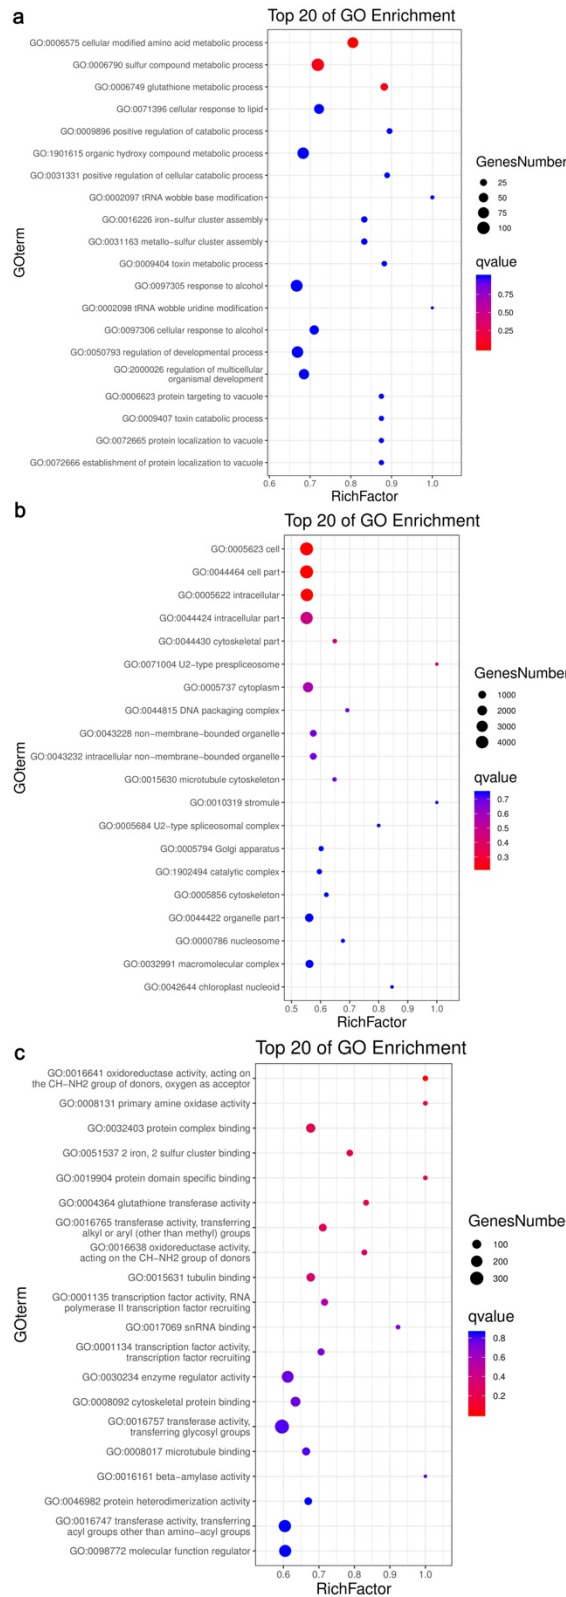 a
Top 20 of GO Enrichment
GO:0006575 cellular modified amino acid metabolic process
GO:0006790 sulfur compound metabolic process
GO:0006749 glutathione metabolic process
GO:0071396 cellular response to lipid
GO:0009896 positive regulation of catabolic process
GO:1901615 organic hydroxy compound metabolic process
GO:0031331 positive regulation of cellular catabolic process
GO:0002097 tRNA wobble base modification
GO:0016226 iron−sulfur cluster assembly
GO:0031163 metallo−sulfur cluster assembly
GO:0009404 toxin metabolic process
GO:0097305 response to alcohol
GO:0002098 tRNA wobble uridine modification
GO:0097306 cellular response to alcohol
GO:0050793 regulation of developmental process
GO:2000026 regulation of multicellular
organismal development
GO:0006623 protein targeting to vacuole
GO:0009407 toxin catabolic process
GO:0072665 protein localization to vacuole
GO:0072666 establishment of protein localization to vacuole
GOterm
0.6 0.7 0.8 0.9 1.0
RichFactor
GenesNumber
25
50
75
100
qvalue
0.75
0.50
0.25
b
Top 20 of GO Enrichment
GO:0005623 cell
GO:0044464 cell part
GO:0005622 intracellular
GO:0044424 intracellular part
GO:0044430 cytoskeletal part
GO:0071004 U2−type prespliceosome
GO:0005737 cytoplasm
GO:0044815 DNA packaging complex
GO:0043228 non−membrane−bounded organelle
GO:0043232 intracellular non−membrane−bounded organelle
GO:0015630 microtubule cytoskeleton
GO:0010319 stromule
GO:0005684 U2−type spliceosomal complex
GO:0005794 Golgi apparatus
GO:1902494 catalytic complex
GO:0005856 cytoskeleton
GO:0044422 organelle part
GO:0000786 nucleosome
GO:0032991 macromolecular complex
GO:0042644 chloroplast nucleoid
GOterm
0.5 0.6 0.7 0.8 0.9 1.0
RichFactor
GenesNumber
1000
2000
3000
4000
qvalue
0.7
0.6
0.5
0.4
0.3
c
Top 20 of GO Enrichment
GO:0016641 oxidoreductase activity, acting on
the CH−NH2 group of donors, oxygen as acceptor
GO:0008131 primary amine oxidase activity
GO:0032403 protein complex binding
GO:0051537 2 iron, 2 sulfur cluster binding
GO:0019904 protein domain specific binding
GO:0004364 glutathione transferase activity
GO:0016765 transferase activity, transferring
alkyl or aryl (other than methyl) groups
GO:0016638 oxidoreductase activity,
acting on the CH−NH2 group of donors
GO:0015631 tubulin binding
GO:0001135 transcription factor activity, RNA
polymerase II transcription factor recruiting
GO:0017069 snRNA binding
GO:0001134 transcription factor activity,
transcription factor recruiting
GO:0030234 enzyme regulator activity
GO:0008092 cytoskeletal protein binding
GO:0016757 transferase activity,
transferring glycosyl groups
GO:0008017 microtubule binding
GO:0016161 beta−amylase activity
GO:0046982 protein heterodimerization activity
GO:0016747 transferase activity, transferring
acyl groups other than amino−acyl groups
GO:0098772 molecular function regulator
GOterm
0.6 0.7 0.8 0.9 1.0
RichFactor
GenesNumber
100
200
300
qvalue
0.8
0.6
0.4
0.2